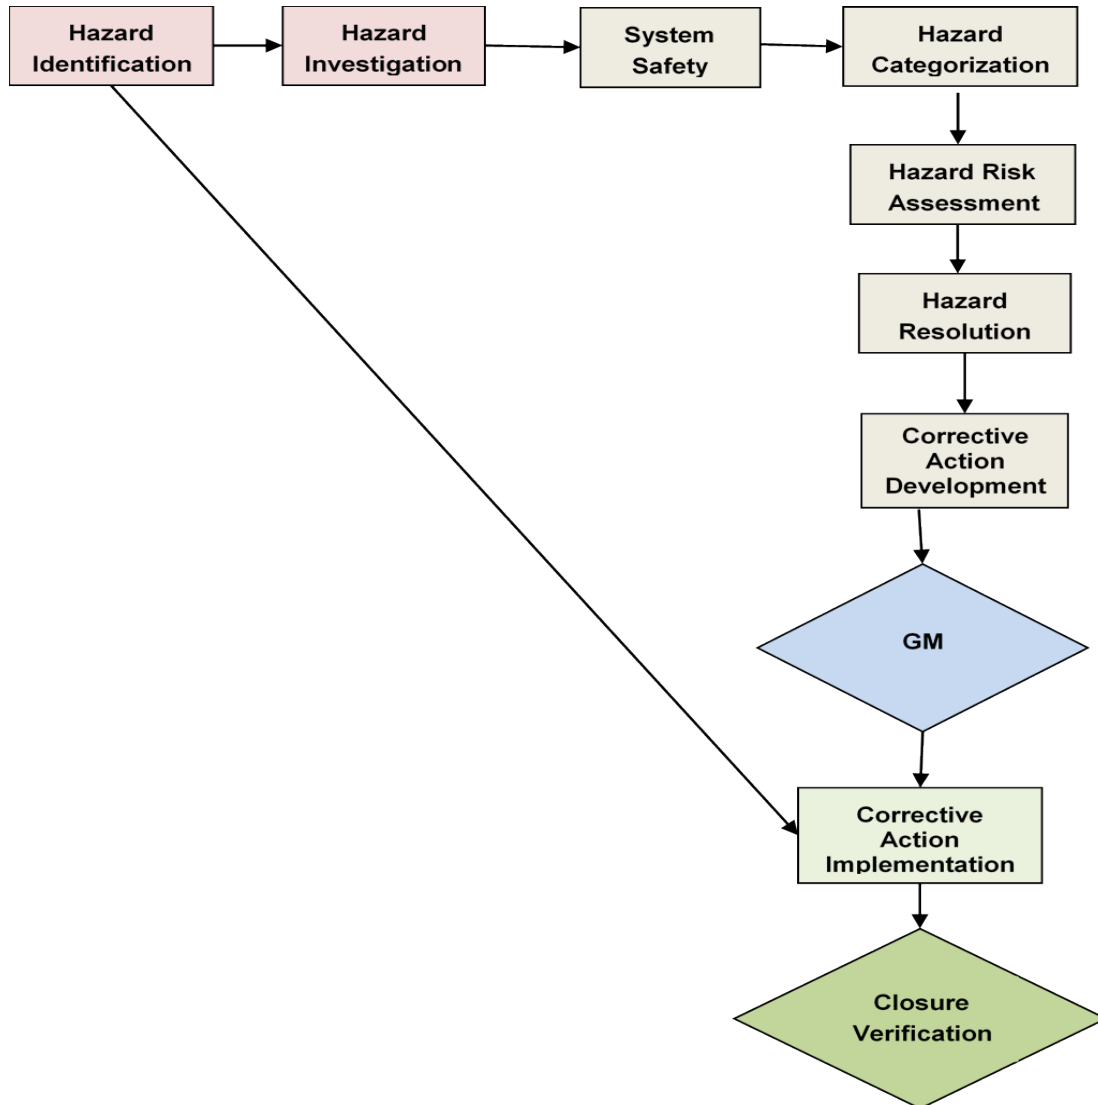 Hazard
Identification
Hazard
Investigation
System
Safety
Hazard
Categorization
Hazard Risk
Assessment
Hazard
Resolution
Corrective
Action
Development
GM
Corrective
Action
Implementation
Closure
Verification